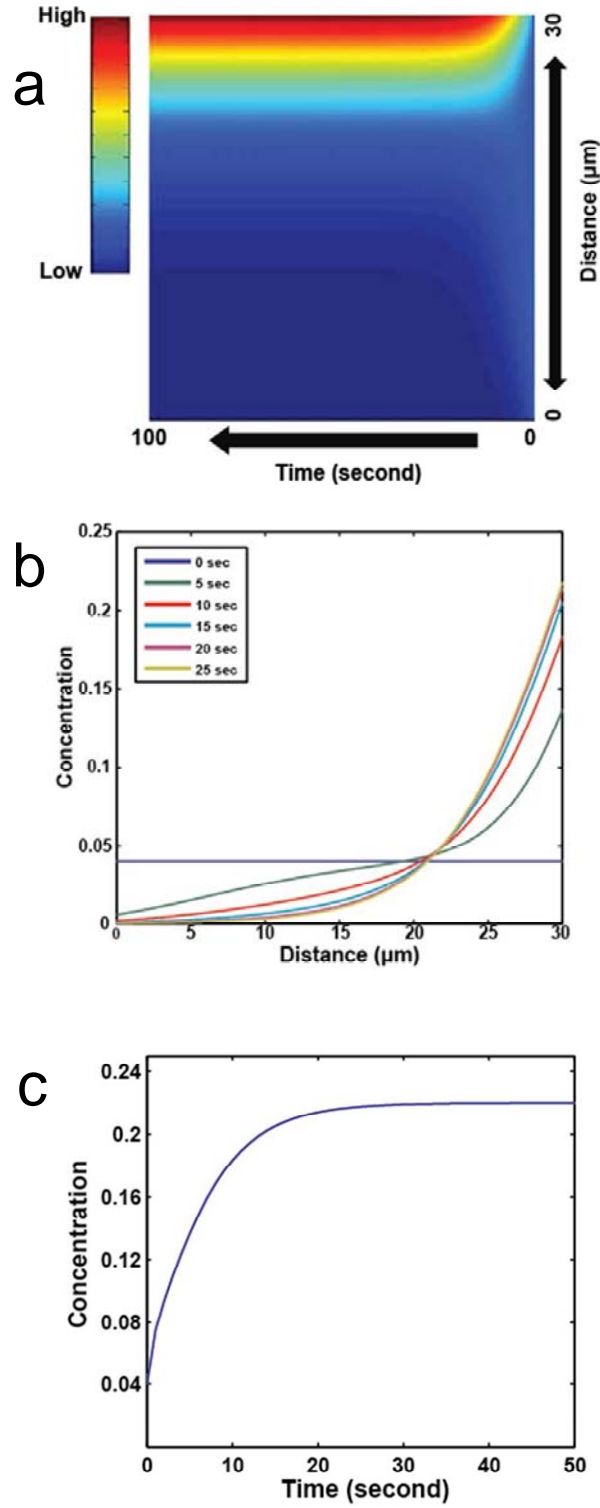 High
a
Low
30
Distance (µm)
0
100
0
Time (second)
b
0.25
0.2
0.15
0.1
0.05
0
Concentration
0 sec
5 sec
10 sec
15 sec
20 sec
25 sec
0
5
10
15
20
25
30
Distance (µm)
c
0.24
0.2
0.16
0.12
0.08
0.04
Concentration
0
10
20
30
40
50
Time (second)